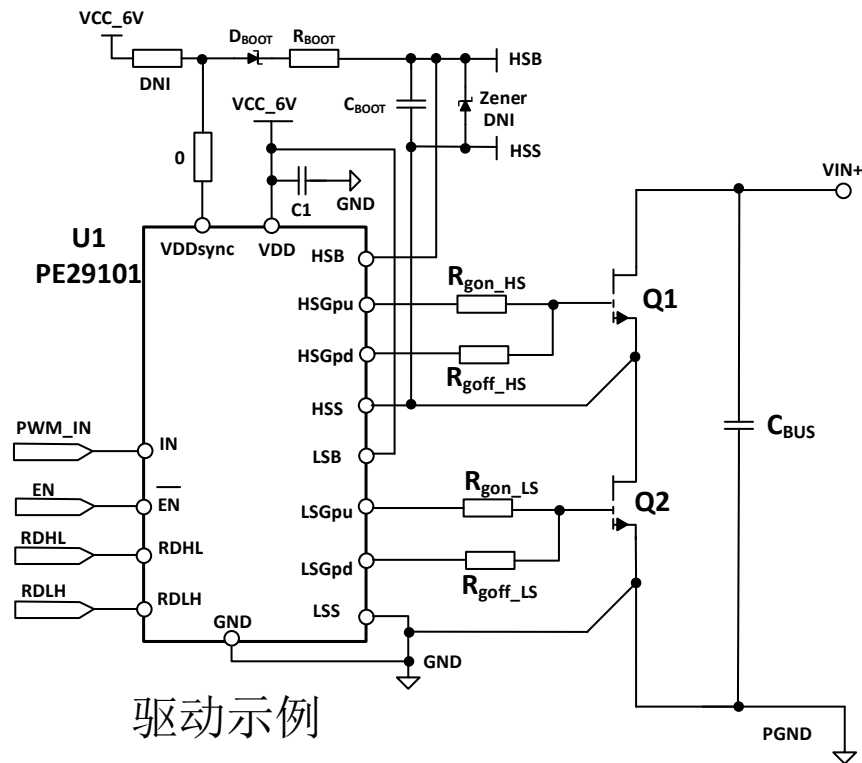 VCC_6V
DBOOT
RBOOT
DNI
HSB
VCC_6V
CBOOT
Zener
DNI
0
HSS
VIN+
C1
GND
U1
PE29101
VDDsync
VDD
HSB
Rgon_HS
HSGpu
Q1
HSGpd
Rgoff_HS
HSS
PWM_IN
IN
CBUS
LSB
Rgon_LS
EN
EN
LSGpu
Q2
RDHL
RDHL
LSGpd
Rgoff_LS
RDLH
RDLH
LSS
GND
GND
驱动示例
PGND